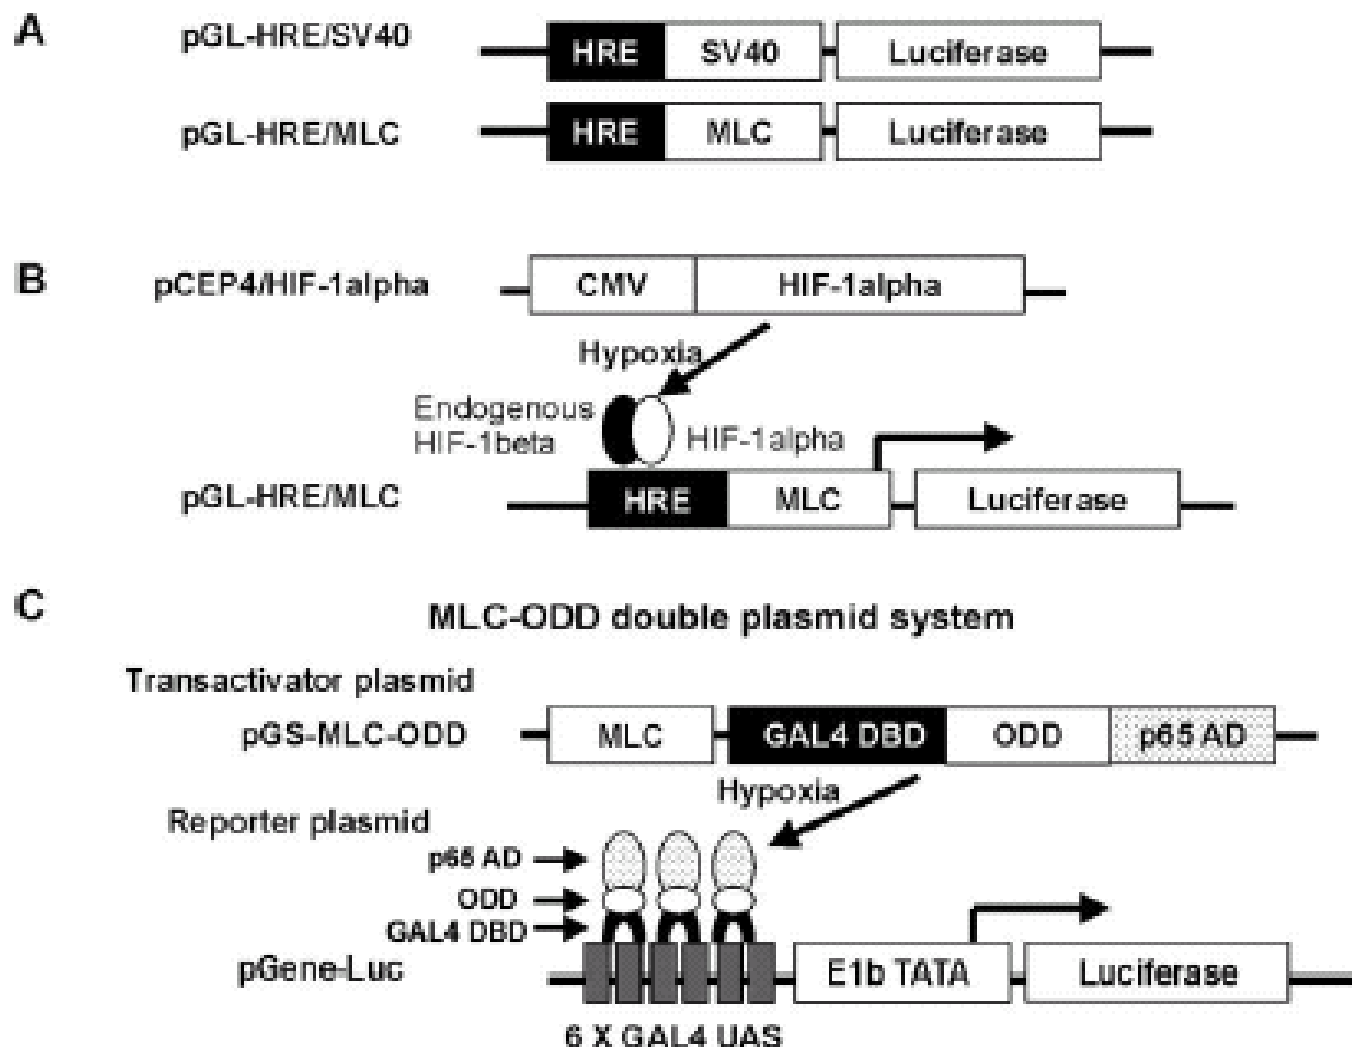 A
pGL-HRE/SV40
HRE SV40 Luciferase
pGL-HRE/MLC
HRE MLC Luciferase
B
pCEP4/HIF-1alpha
CMV HIF-1alpha
Hypoxia
Endogenous
HIF-1beta
HIF-1alpha
pGL-HRE/MLC
HRE MLC Luciferase
C
MLC-ODD double plasmid system
Transactivator plasmid
pGS-MLC-ODD
MLC GAL4 DBD ODD p65 AD
Hypoxia
Reporter plasmid
p65 AD
ODD
GAL4 DBD
pGene-Luc
E1b TATA Luciferase
6 X GAL4 UAS